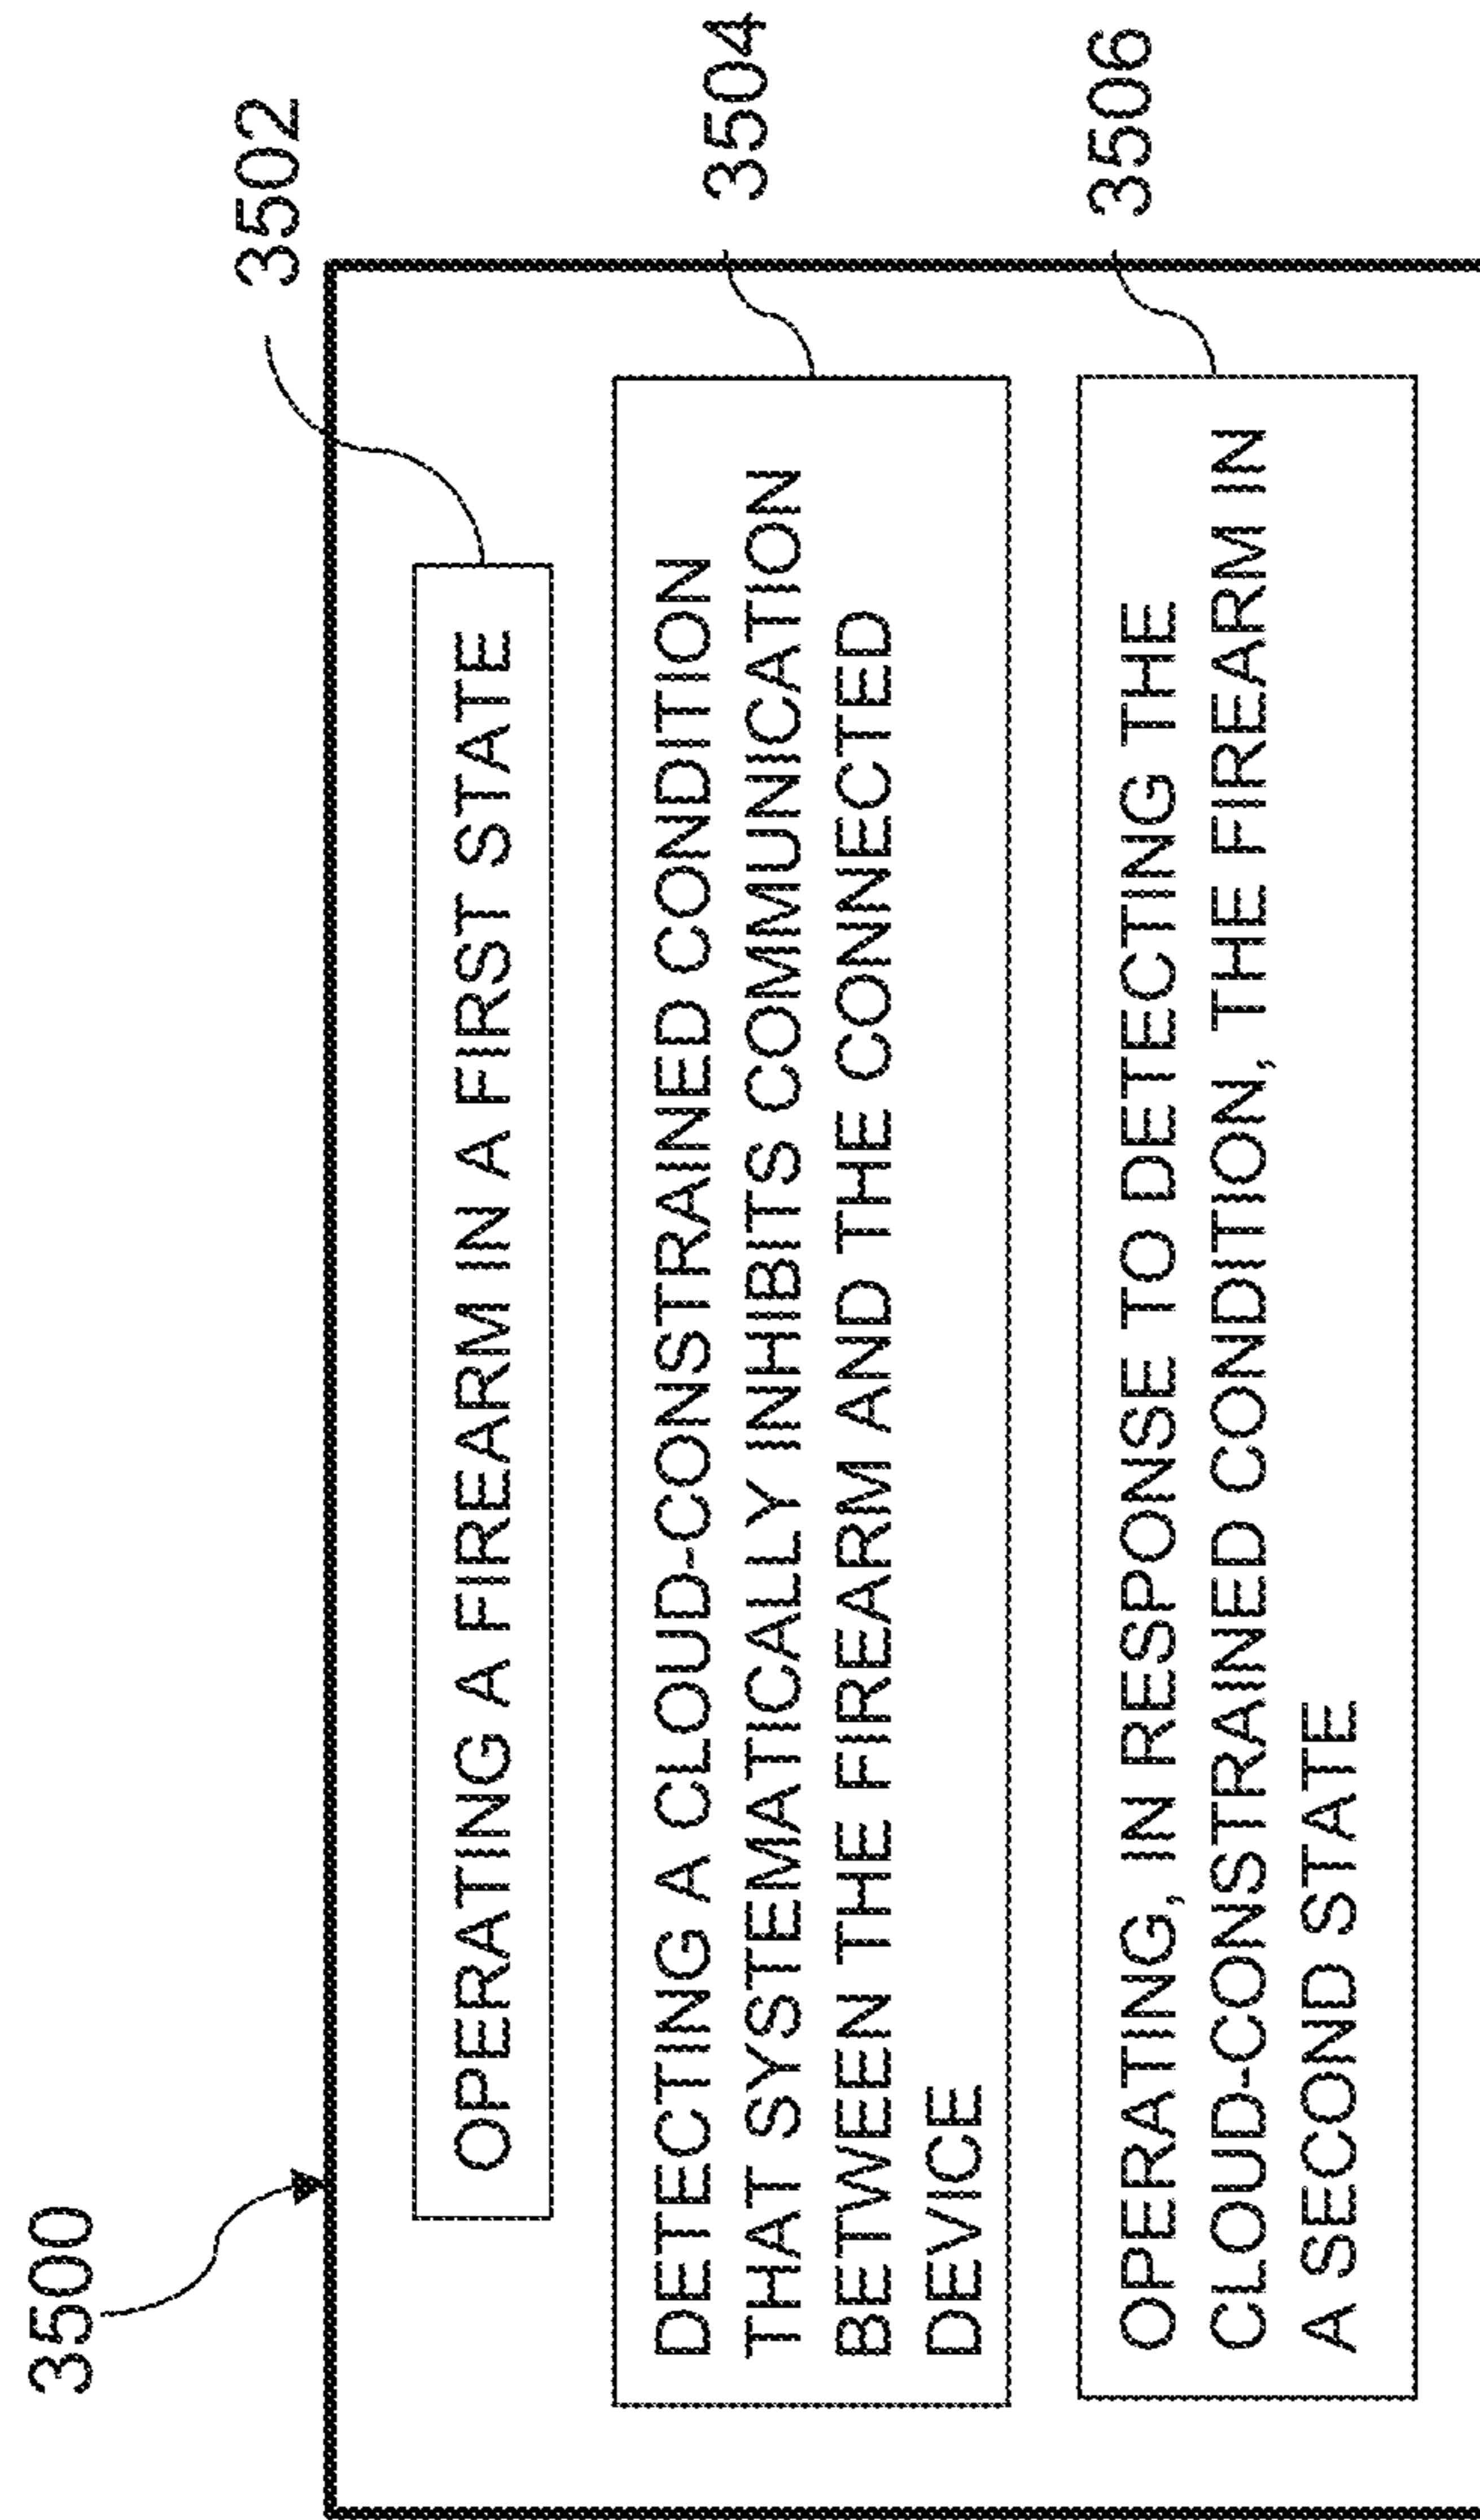 3500
3502
OPERATING A FIREARM IN A FIRST STATE
3504
DETECTING A CLOUD-CONSTRAINED CONDITION
THAT SYSTEMATICALLY INHIBITS COMMUNICATION
BETWEEN THE FIREARM AND THE CONNECTED
DEVICE
3506
OPERATING, IN RESPONSE TO DETECTING THE
CLOUD-CONSTRAINED CONDITION, THE FIREARM IN
A SECOND STATE